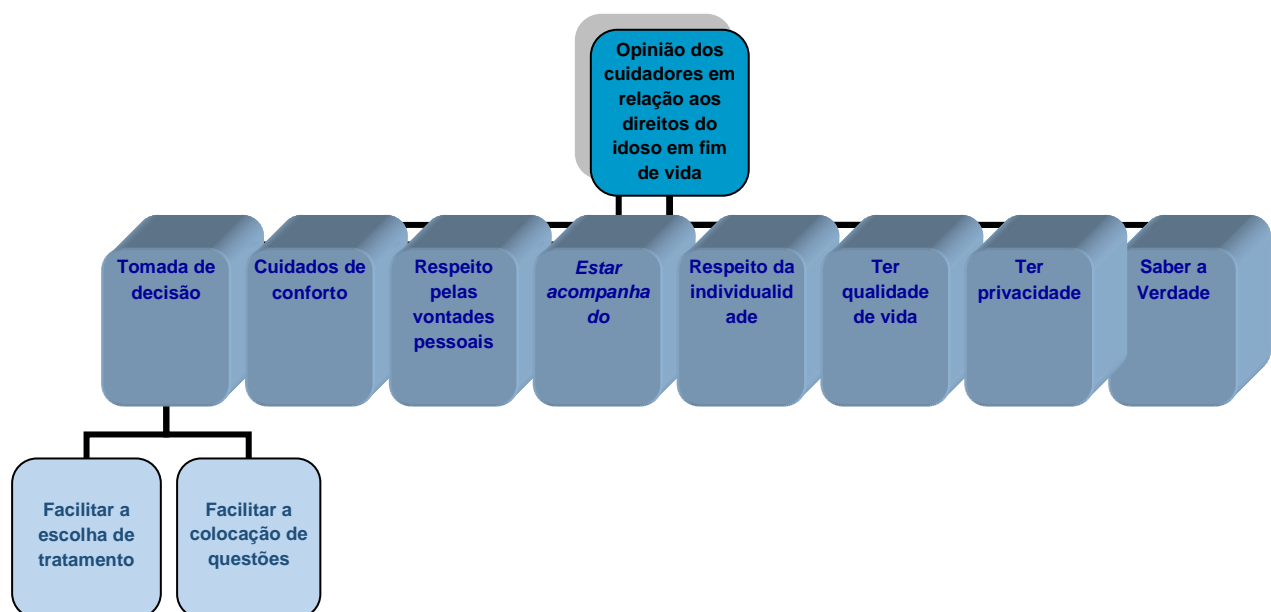 Opinião dos
cuidadores em
relação aos
direitos do
idoso em fim
de vida
Tomada de
decisão
Cuidados de
conforto
Respeito
pelas
vontades
pessoais
Estar
acompanha
do
Respeito da
individualid
ade
Ter
qualidade
de vida
Ter
privacidade
Saber a
Verdade
Facilitar a
escolha de
tratamento
Facilitar a
colocação de
questões